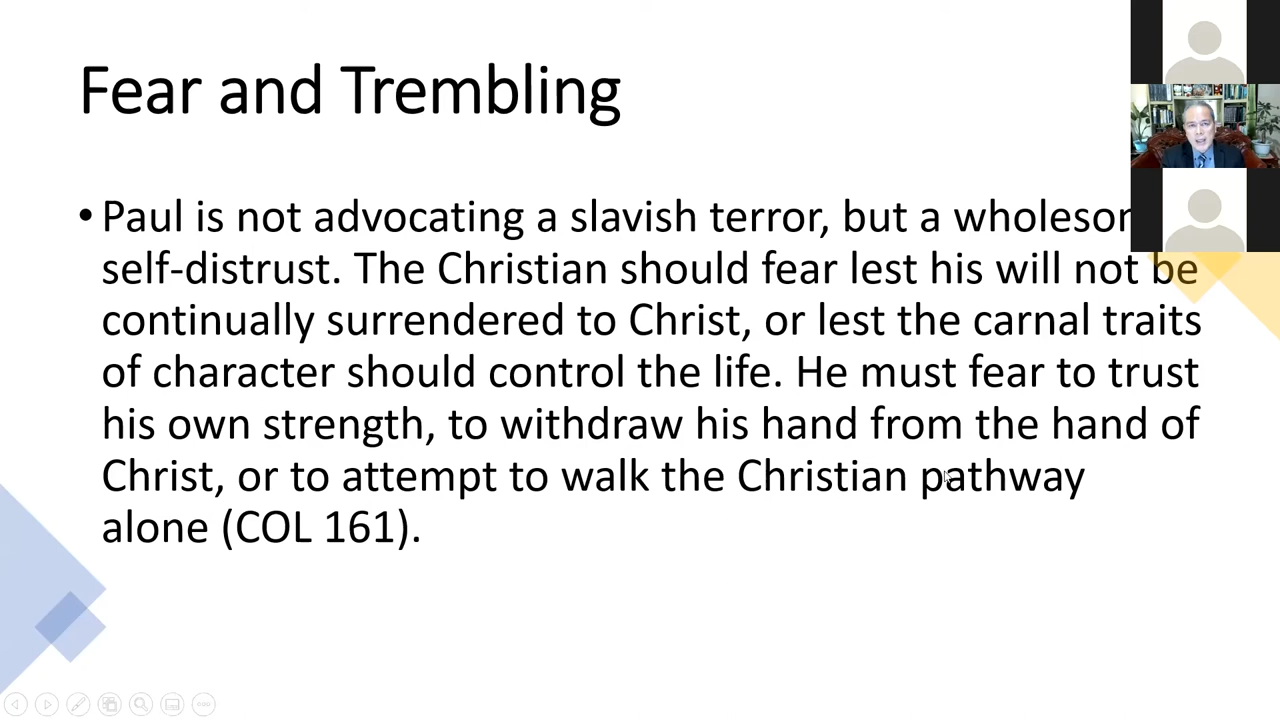 Fear and Trembling
• Paul is not advocating a slavish terror, but a
self-distrust. The Christian should fear lest his will not be
continually surrendered to Christ, or lest the carnal traits
of character should control the life. He must fear to trust
his own strength, to withdraw his hand from the hand of
Christ, or to attempt to walk the Christian pathway
alone (COL 161).